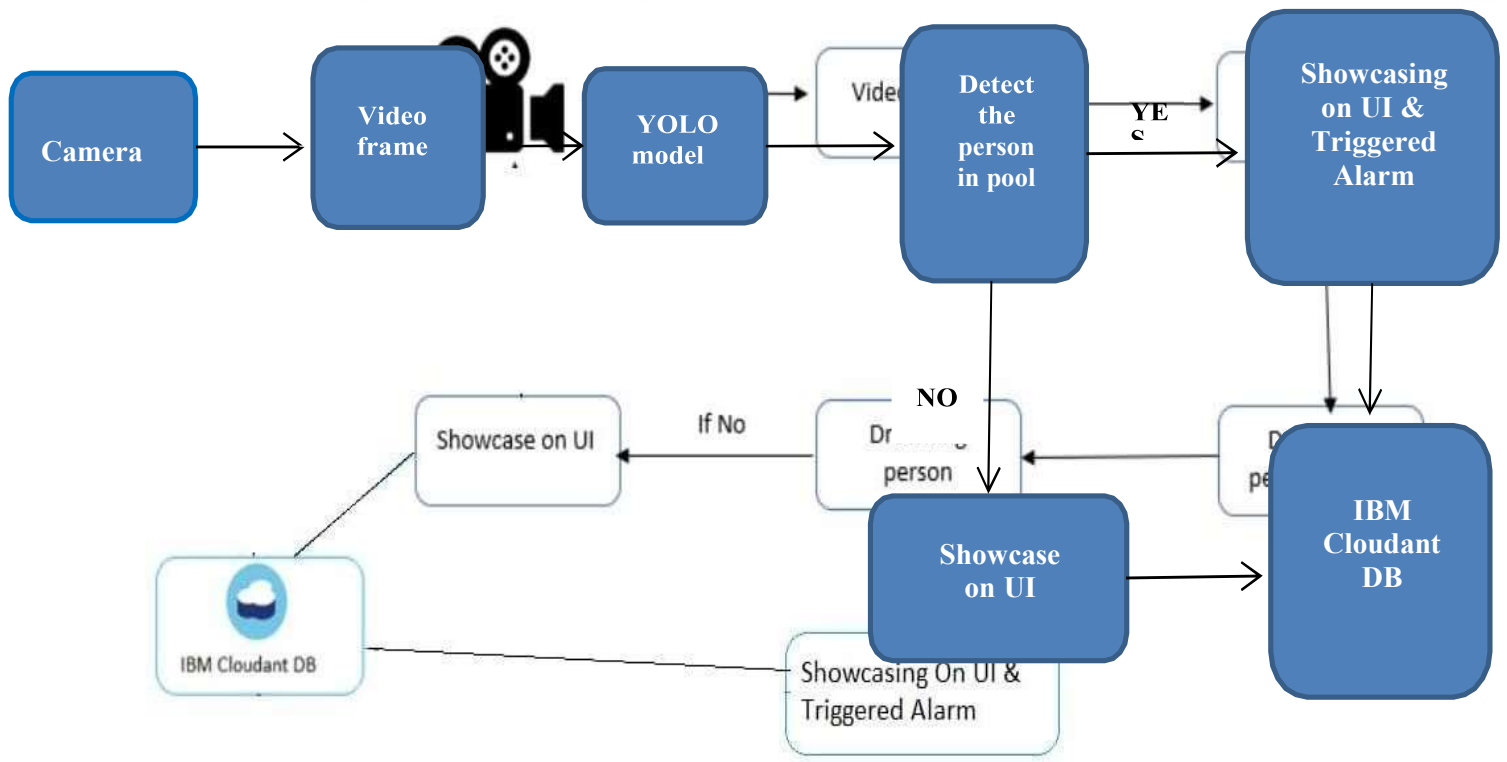 Camera
Video
frame
YOLO
model
Detect
the
person
in pool
YE
S
Showcasing
on UI &
Triggered
Alarm
Showcase on UI
If No
NO
person
IBM
Cloudant
DB
Showcase
on UI
IBM Cloudant DB
Showcasing On UI &
Triggered Alarm